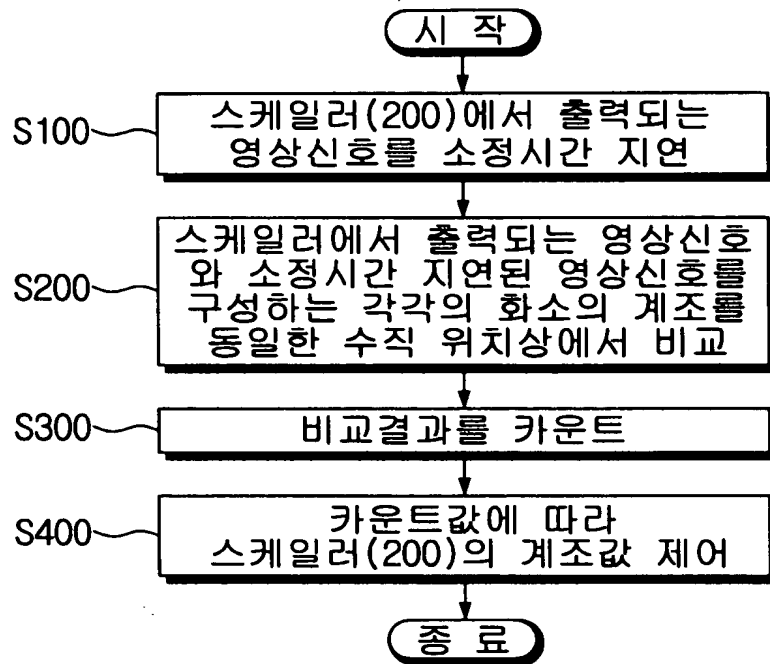 시 작
S100
스케일러(200)에서 출력되는
영상신호를 소정시간 지연
S200
스케일러에서 출력되는 영상신호
와 소정시간 지연된 영상신호를
구성하는 각각의 화소의 계조를
동일한 수직 위치상에서 비교
S300
비교결과를 카운트
S400
카운트값에 따라
스케일러(200)의 계조값 제어
종 료